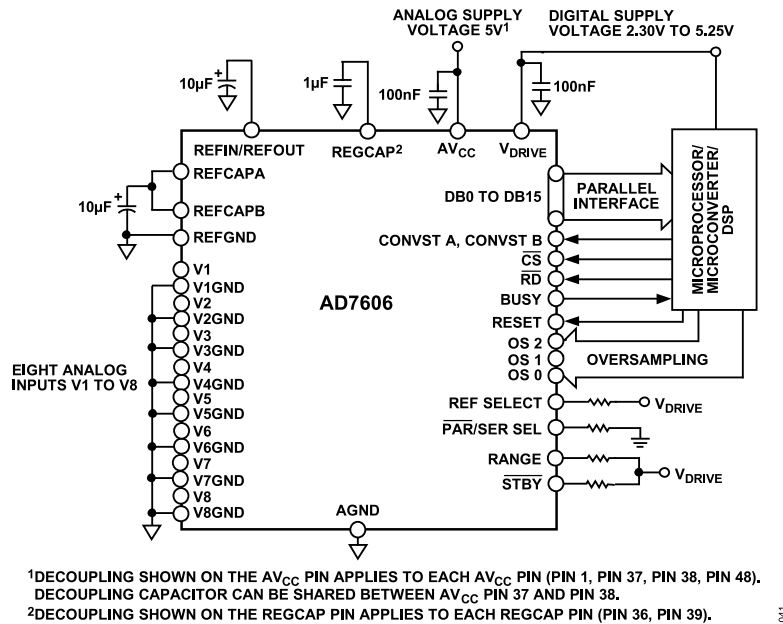 ANALOG SUPPLY
VOLTAGE 5V¹
DIGITAL SUPPLY
VOLTAGE 2.30V TO 5.25V
10µF
+
1µF
100nF
100nF
REFIN/REFOUT
REGCAP²
AVCC
VDRIVE
REFCAPA
REFCAPB
REFGND
10µF
+
DB0 TO DB15
PARALLEL
INTERFACE
MICROPROCESSOR/
MICROCONVERTER/
DSP
CONVST A, CONVST B
CS
RD
BUSY
RESET
OS 2
OS 1
OS 0
OVERSAMPLING
AD7606
V1
V1GND
V2
V2GND
V3
V3GND
V4
V4GND
V5
V5GND
V6
V6GND
V7
V7GND
V8
V8GND
EIGHT ANALOG
INPUTS V1 TO V8
REF SELECT
VDRIVE
PAR/SER SEL
RANGE
STBY
VDRIVE
AGND
¹DECOUPLING SHOWN ON THE AVCC PIN APPLIES TO EACH AVCC PIN (PIN 1, PIN 37, PIN 38, PIN 48).
DECOUPLING CAPACITOR CAN BE SHARED BETWEEN AVCC PIN 37 AND PIN 38.
²DECOUPLING SHOWN ON THE REGCAP PIN APPLIES TO EACH REGCAP PIN (PIN 36, PIN 39).